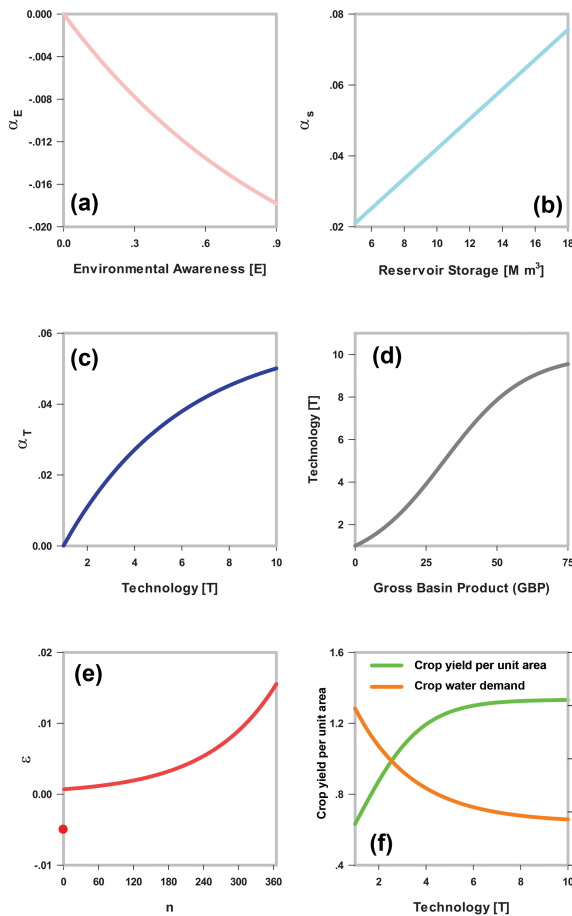 0.000
-.004
-.008
-.012
-.016
-.020
α_E
(a)
0.0 .3 .6 .9
Environmental Awareness [E]
.08
.06
.04
.02
α_s
(b)
6 8 10 12 14 16 18
Reservoir Storage [M m³]
.06
.04
.02
0.00
α_T
(c)
2 4 6 8 10
Technology [T]
10
8
6
4
2
Technology [T]
(d)
0 25 50 75
Gross Basin Product (GBP)
.02
.01
0.00
-.01
ε
(e)
0 60 120 180 240 300 360
n
1.6
1.2
.8
.4
Crop yield per unit area
Crop yield per unit area
Crop water demand
(f)
2 4 6 8 10
Technology [T]